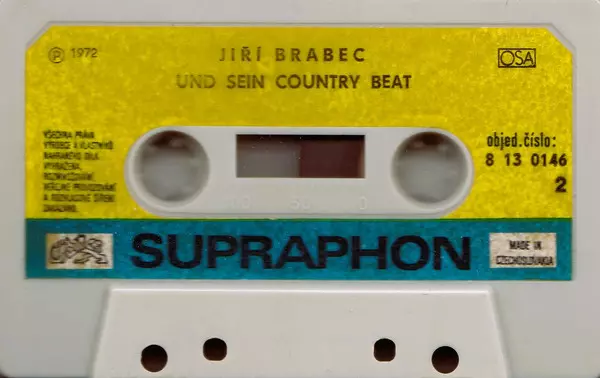 Ⓟ 1972
JIŘÍ BRABEC
UND SEIN COUNTRY BEAT
OSA
VŠECHNA PRÁVA
VÝROBCE A VLASTNÍKŮ
NAHRANÉHO DÍLA
VYHRAZENA.
ROZMNOŽOVÁNÍ
VEŘEJNÉ PROVOZOVÁNÍ
A ROZHLASOVÉ ŠÍŘENÍ
ZAKÁZÁNO.
objed.číslo:
8 13 0146
2
SUPRAPHON
MADE IN
CZECHOSLOVAKIA